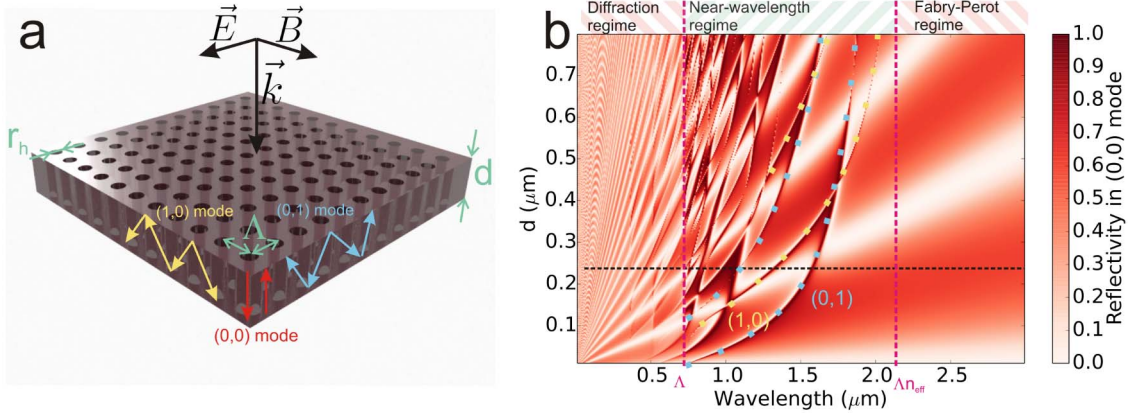 a
E B
k
r_h
d
Λ
(1,0) mode
(0,1) mode
(0,0) mode
b
Diffraction regime
Near-wavelength regime
Fabry-Perot regime
d (μm)
0.7
0.6
0.5
0.4
0.3
0.2
0.1
(0,1)
(1,0)
0.5 Λ 1.0 1.5 2.0 Λn_eff 2.5
Wavelength (μm)
1.0
0.9
0.8
0.7
0.6
0.5
0.4
0.3
0.2
0.1
0.0
Reflectivity in (0,0) mode